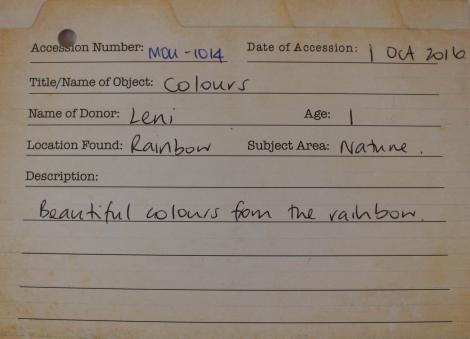 Accession Number: MOU-1014 Date of Accession: 1 Oct 2016
Title/Name of Object: Colours
Name of Donor: Leni Age: 1
Location Found: Rainbow Subject Area: Nature.
Description:
Beautiful colours from the rainbow.